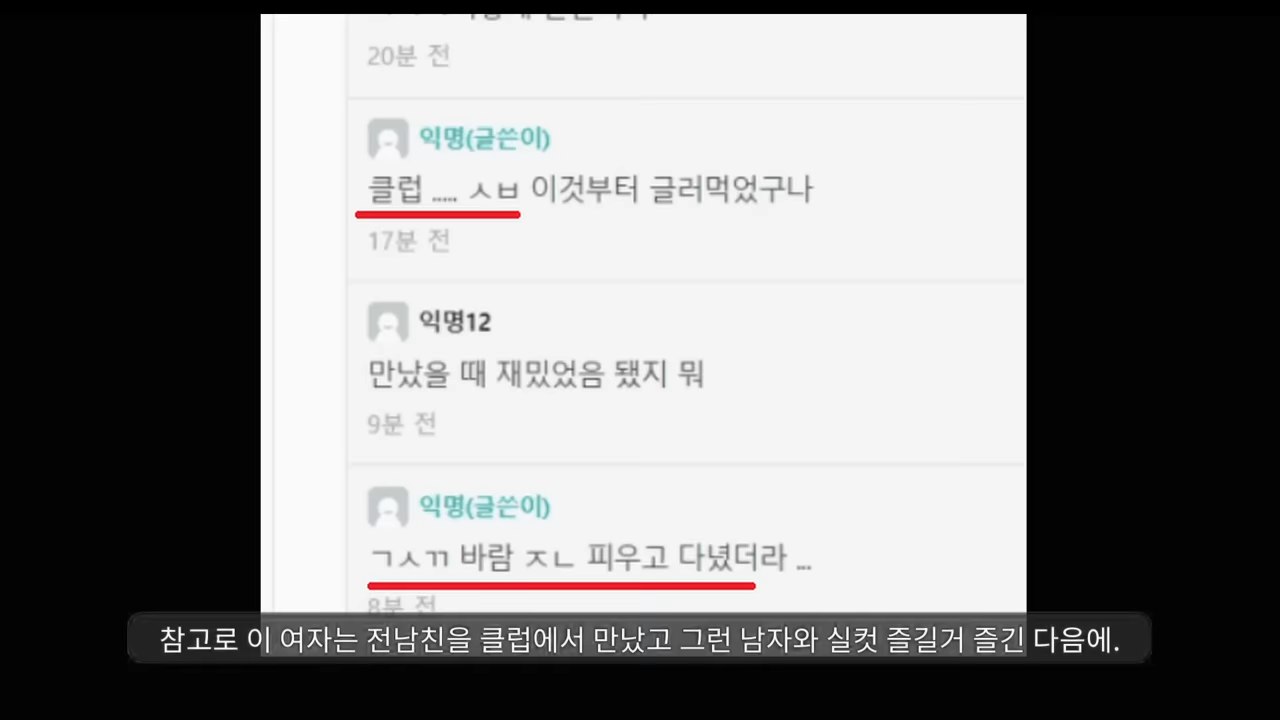 20분 전
익명(글쓴이)
클럽 ..... ㅅㅂ 이것부터 글러먹었구나
17분 전
익명12
만났을 때 재밌었음 됐지 뭐
9분 전
익명(글쓴이)
ㄱㅅㄲ 바람 ㅈㄴ 피우고 다녔더라 ...
8분 전
참고로 이 여자는 전남친을 클럽에서 만났고 그런 남자와 실컷 즐길거 즐긴 다음에.